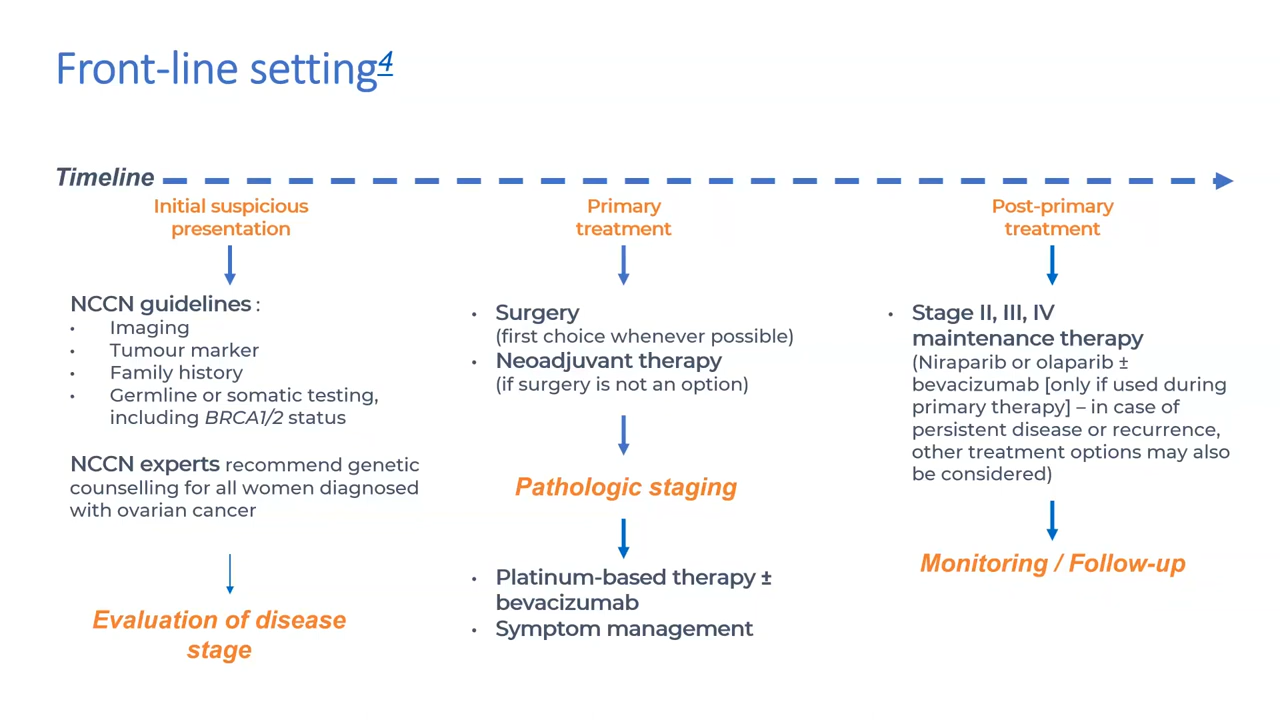 Front-line setting4
Timeline
Initial suspicious
presentation
NCCN guidelines :
• Imaging
• Tumour marker
• Family history
• Germline or somatic testing,
including BRCA1/2 status
NCCN experts recommend genetic
counselling for all women diagnosed
with ovarian cancer
Evaluation of disease
stage
Primary
treatment
• Surgery
(first choice whenever possible)
• Neoadjuvant therapy
(if surgery is not an option)
Pathologic staging
• Platinum-based therapy ±
bevacizumab
• Symptom management
Post-primary
treatment
• Stage II, III, IV
maintenance therapy
(Niraparib or olaparib ±
bevacizumab [only if used during
primary therapy] – in case of
persistent disease or recurrence,
other treatment options may also
be considered)
Monitoring / Follow-up